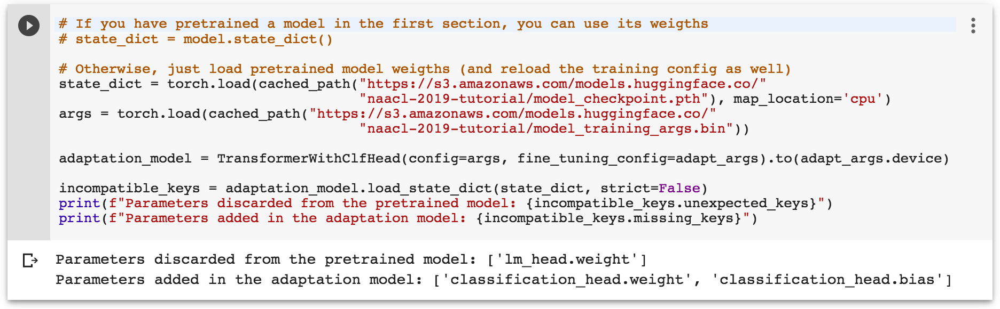 # If you have pretrained a model in the first section, you can use its weigths
# state_dict = model.state_dict()
# Otherwise, just load pretrained model weigths (and reload the training config as well)
state_dict = torch.load(cached_path("https://s3.amazonaws.com/models.huggingface.co/"
"naacl-2019-tutorial/model_checkpoint.pth"), map_location='cpu')
args = torch.load(cached_path("https://s3.amazonaws.com/models.huggingface.co/"
"naacl-2019-tutorial/model_training_args.bin"))
adaptation_model = TransformerWithClfHead(config=args, fine_tuning_config=adapt_args).to(adapt_args.device)
incompatible_keys = adaptation_model.load_state_dict(state_dict, strict=False)
print(f"Parameters discarded from the pretrained model: {incompatible_keys.unexpected_keys}")
print(f"Parameters added in the adaptation model: {incompatible_keys.missing_keys}")
Parameters discarded from the pretrained model: ['lm_head.weight']
Parameters added in the adaptation model: ['classification_head.weight', 'classification_head.bias']